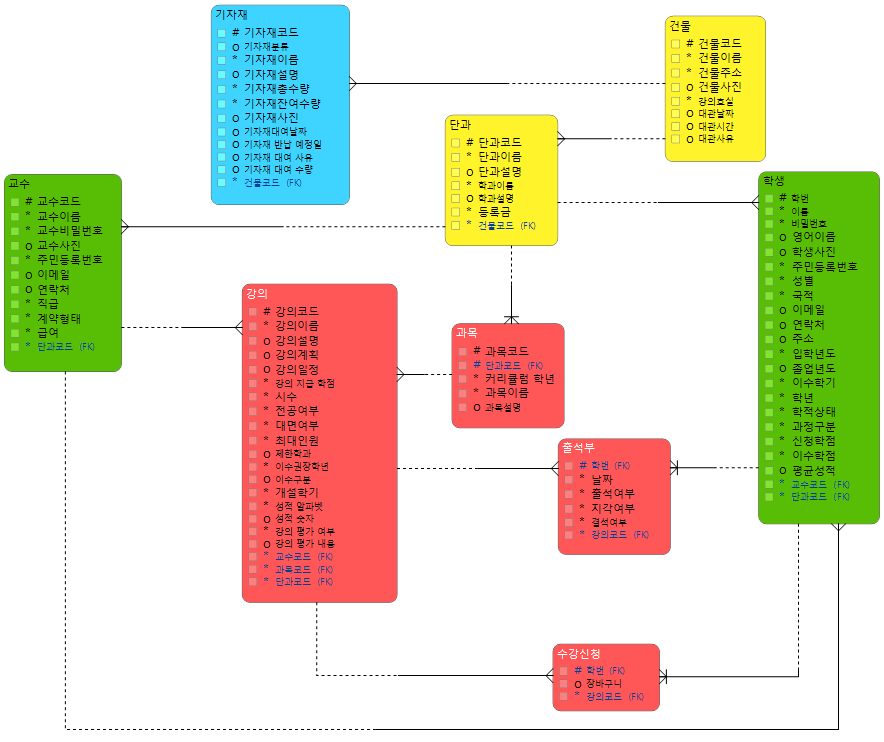 기자재
# 기자재코드
o 기자재분류
* 기자재이름
o 기자재설명
* 기자재총수량
* 기자재잔여수량
o 기자재사진
o 기자재대여날짜
o 기자재 반납 예정일
o 기자재 대여 사유
o 기자재 대여 수량
* 건물코드 (FK)
건물
# 건물코드
* 건물이름
* 건물주소
o 건물사진
* 강의호실
o 대관날짜
o 대관시간
o 대관사유
단과
# 단과코드
* 단과이름
o 단과설명
* 학과이름
o 학과설명
* 등록금
* 건물코드 (FK)
교수
# 교수코드
* 교수이름
* 교수비밀번호
o 교수사진
* 주민등록번호
o 이메일
o 연락처
* 직급
* 계약형태
* 급여
* 단과코드 (FK)
학생
# 학번
* 이름
* 비밀번호
o 영어이름
o 학생사진
* 주민등록번호
* 성별
* 국적
o 이메일
o 연락처
o 주소
* 입학년도
o 졸업년도
* 이수학기
* 학년
* 학적상태
* 과정구분
* 신청학점
* 이수학점
o 평균성적
* 교수코드 (FK)
* 단과코드 (FK)
강의
# 강의코드
* 강의이름
o 강의설명
o 강의계획
o 강의일정
* 강의 지급 학점
* 시수
* 전공여부
* 대면여부
* 최대인원
o 제한학과
* 이수권장학년
o 이수구분
* 개설학기
* 성적 알파벳
o 성적 숫자
* 강의 평가 여부
o 강의 평가 내용
* 교수코드 (FK)
* 과목코드 (FK)
* 단과코드 (FK)
과목
# 과목코드
# 단과코드 (FK)
* 커리큘럼 학년
* 과목이름
o 과목설명
출석부
# 학번 (FK)
* 날짜
* 출석여부
* 지각여부
* 결석여부
* 강의코드 (FK)
수강신청
# 학번 (FK)
o 장바구니
* 강의코드 (FK)